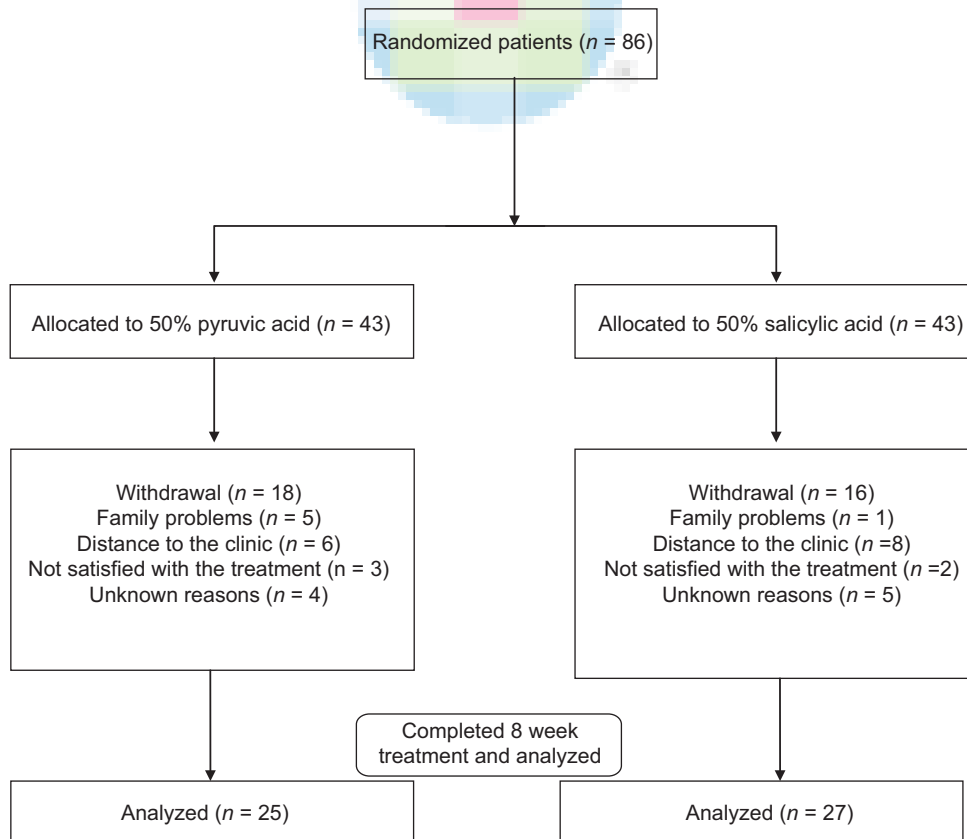 Randomized patients (n = 86)
Allocated to 50% pyruvic acid (n = 43)
Allocated to 50% salicylic acid (n = 43)
Withdrawal (n = 18)
Family problems (n = 5)
Distance to the clinic (n = 6)
Not satisfied with the treatment (n = 3)
Unknown reasons (n = 4)
Withdrawal (n = 16)
Family problems (n = 1)
Distance to the clinic (n =8)
Not satisfied with the treatment (n =2)
Unknown reasons (n = 5)
Completed 8 week
treatment and analyzed
Analyzed (n = 25)
Analyzed (n = 27)